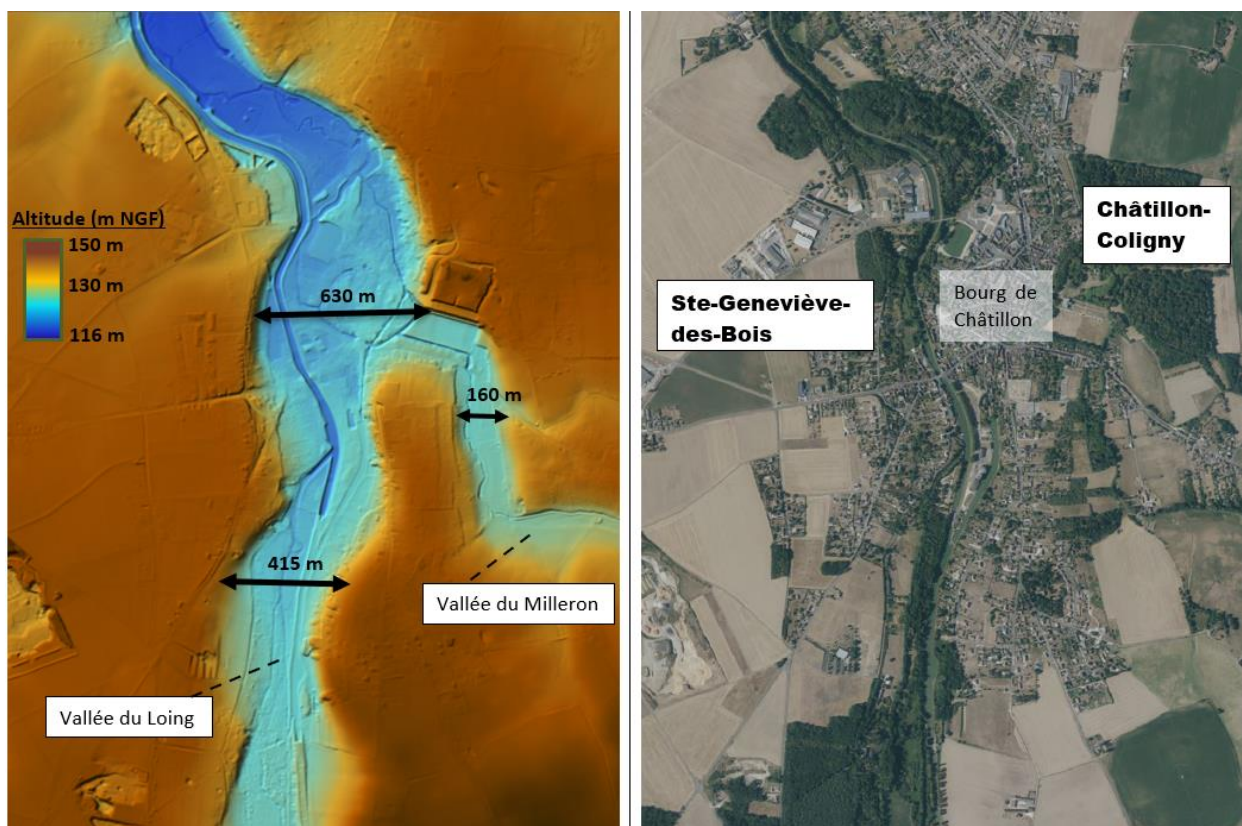 Altitude (m NGF)
150 m
130 m
116 m
630 m
160 m
415 m
Vallée du Milleron
Vallée du Loing
Châtillon-
Coligny
Ste-Geneviève-
des-Bois
Bourg de
Châtillon